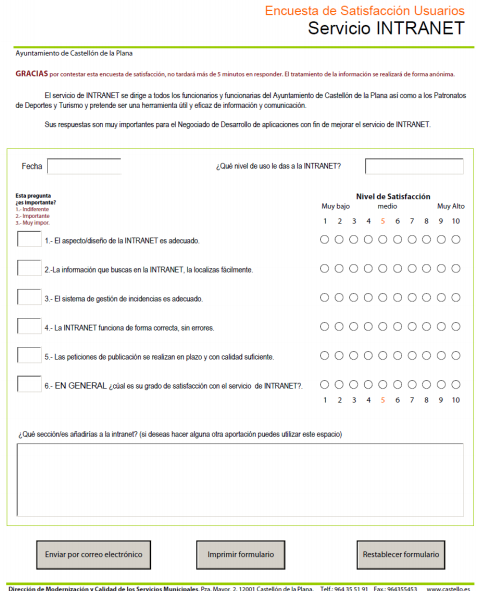 Encuesta de Satisfacción Usuarios
Servicio INTRANET
Ayuntamiento de Castellón de la Plana
GRACIAS por contestar esta encuesta de satisfacción, no tardará más de 5 minutos en responder. El tratamiento de la información se realizará de forma anónima.
El servicio de INTRANET se dirige a todos los funcionarios y funcionarias del Ayuntamiento de Castellón de la Plana así como a los Patronatos
de Deportes y Turismo y pretende ser una herramienta útil y eficaz de información y comunicación.
Sus respuestas son muy importantes para el Negociado de Desarrollo de aplicaciones con fin de mejorar el servicio de INTRANET.
Fecha ¿Qué nivel de uso le das a la INTRANET?
Esta pregunta
¿es Importante?
1.- Indiferente
2.- Importante
3.- Muy impor.
Nivel de Satisfacción
Muy bajo medio Muy Alto
1 2 3 4 5 6 7 8 9 10
1.- El aspecto/diseño de la INTRANET es adecuado.
2.-La información que buscas en la INTRANET, la localizas fácilmente.
3.- El sistema de gestión de incidencias es adecuado.
4.- La INTRANET funciona de forma correcta, sin errores.
5.- Las peticiones de publicación se realizan en plazo y con calidad suficiente.
6.- EN GENERAL ¿cúal es su grado de satisfacción con el servicio de INTRANET?.
1 2 3 4 5 6 7 8 9 10
¿Qué sección/es añadirías a la intranet? (si deseas hacer alguna otra aportación puedes utilizar este espacio)
Enviar por correo electrónico Imprimir formulario Restablecer formulario
Dirección de Modernización y Calidad de los Servicios Municipales. Pza. Mayor, 2. 12001 Castellón de la Plana. Telf.: 964 35 51 91 Fax.: 964355453 www.castello.es